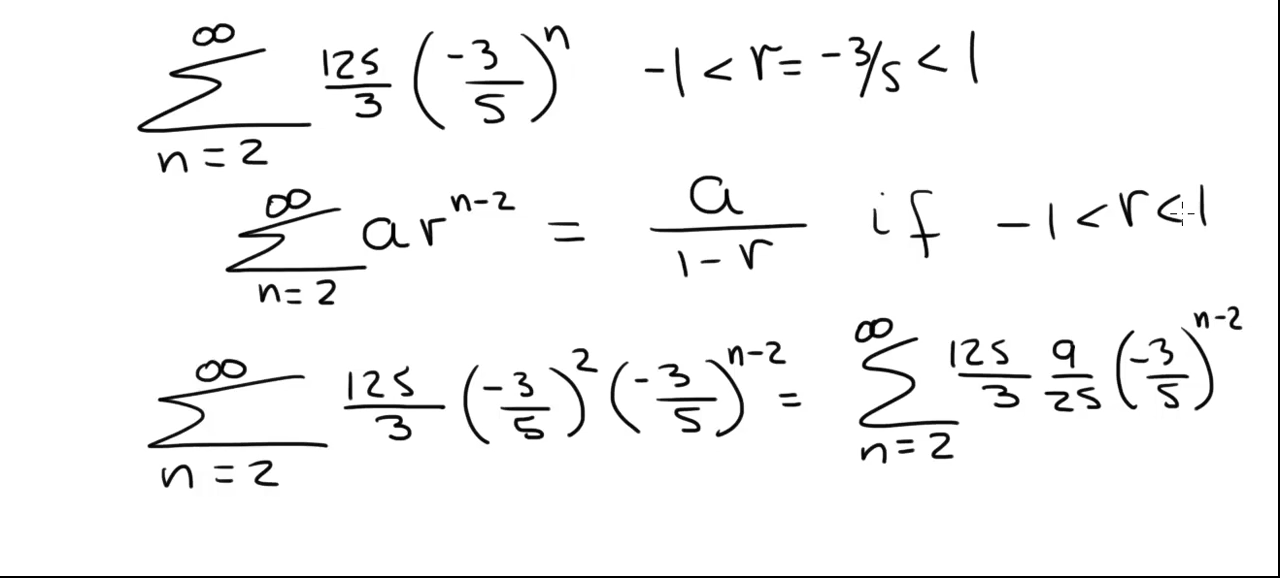 ∞∑n=2 125/3 (-3/5)^n -1 < r = -3/5 < 1
∞∑n=2 ar^n-2 = a/1-r if -1 < r < 1
∞∑n=2 125/3 (-3/5)^2 (-3/5)^n-2 = ∞∑n=2 125/3 9/25 (-3/5)^n-2